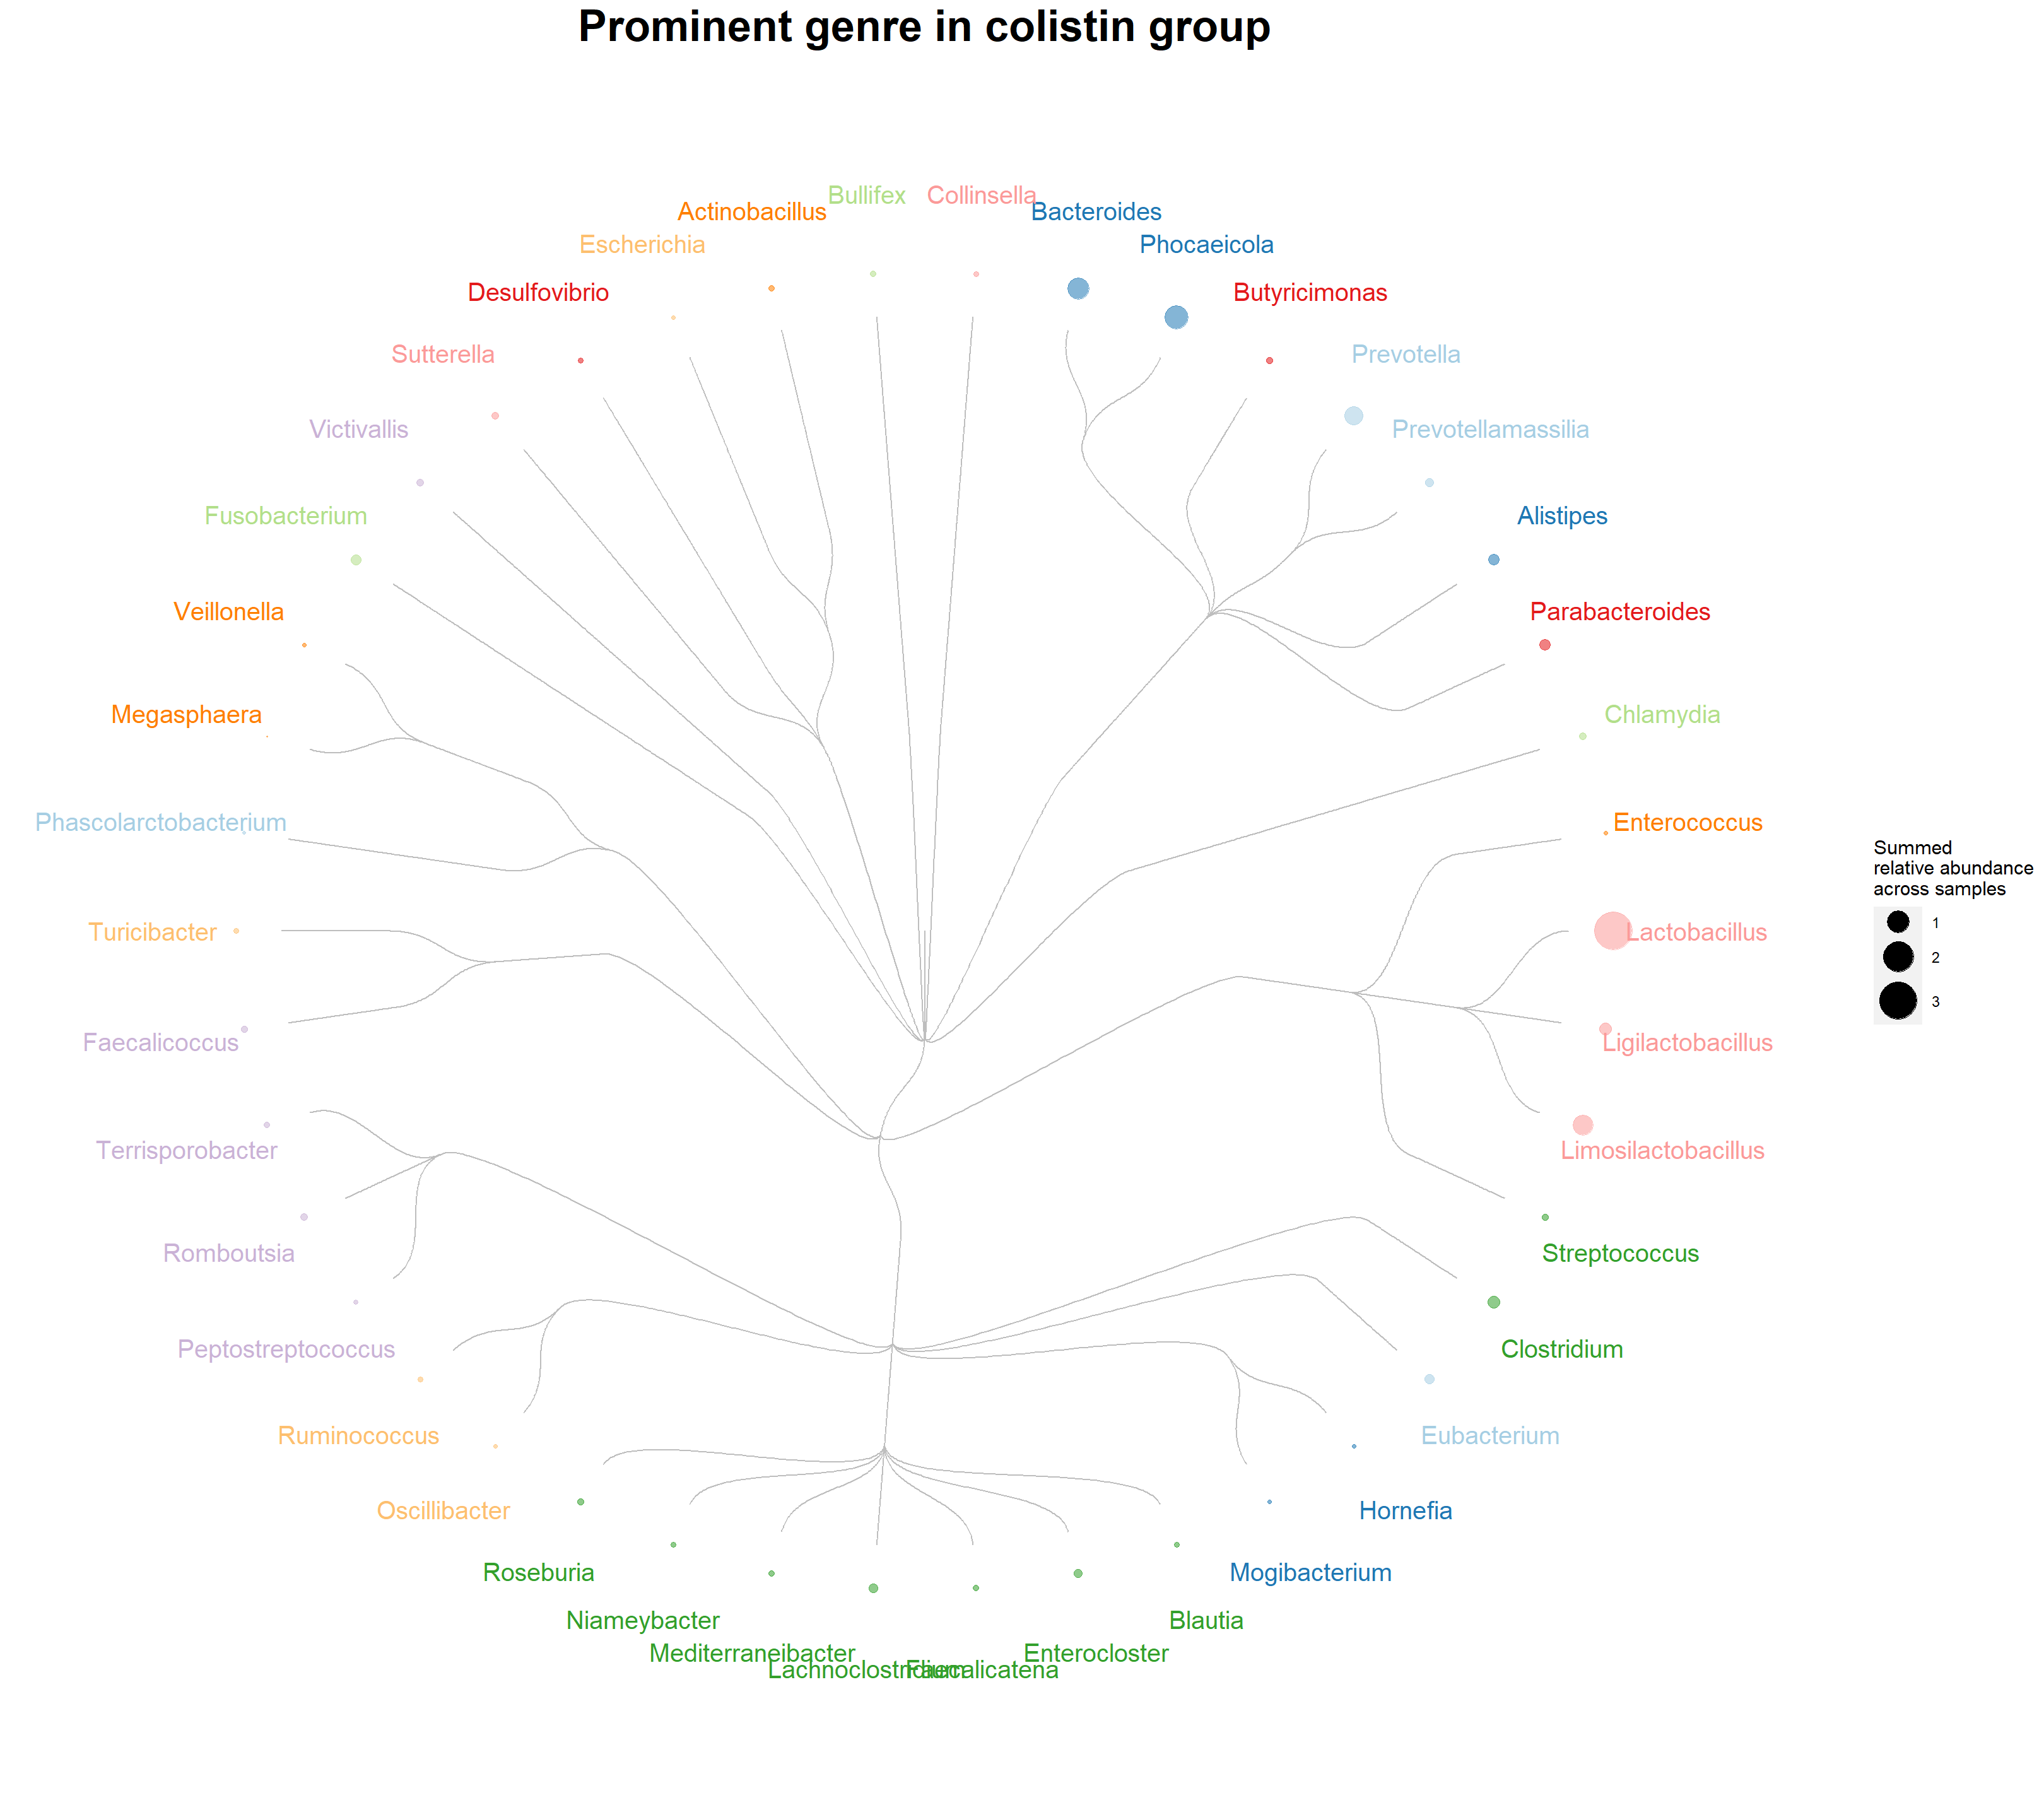 Prominent genre in colistin group
Bullifex
Collinsella
Actinobacillus
Bacteroides
Escherichia
Phocaeicola
Desulfovibrio
Butyricimonas
Sutterella
Prevotella
Victivallis
Prevotellamassilia
Fusobacterium
Alistipes
Veillonella
Parabacteroides
Megasphaera
Chlamydia
Phascolarctobacterium
Enterococcus
Summed
relative abundance
across samples
1
2
3
Turicibacter
Lactobacillus
Faecalicoccus
Ligilactobacillus
Terrisporobacter
Limosilactobacillus
Romboutsia
Streptococcus
Peptostreptococcus
Clostridium
Ruminococcus
Eubacterium
Oscillibacter
Hornefia
Roseburia
Mogibacterium
Niameybacter
Blautia
Mediterraneibacter
Enterocloster
Lachnoclostridium
Faecalicatena